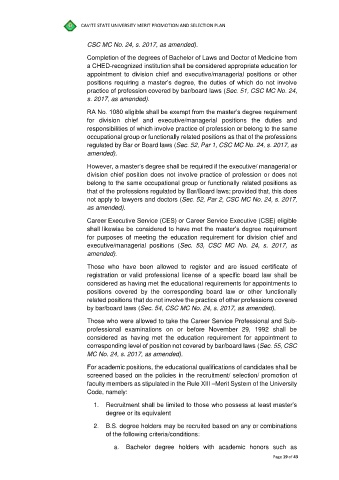 CAVITE STATE UNIVERSITY MERIT PROMOTION AND SELECTION PLAN
CSC MC No. 24, s. 2017, as amended).
Completion of the degrees of Bachelor of Laws and Doctor of Medicine from
a CHED-recognized institution shall be considered appropriate education for
appointment to division chief and executive/managerial positions or other
positions requiring a master's degree, the duties of which do not involve
practice of profession covered by bar/board laws (Sec. 51, CSC MC No. 24,
s. 2017, as amended).
RA No. 1080 eligible shall be exempt from the master's degree requirement
for division chief and executive/managerial positions the duties and
responsibilities of which involve practice of profession or belong to the same
occupational group or functionally related positions as that of the professions
regulated by Bar or Board laws (Sec. 52, Par 1, CSC MC No. 24, s. 2017, as
amended).
However, a master's degree shall be required if the executive/ managerial or
division chief position does not involve practice of profession or does not
belong to the same occupational group or functionally related positions as
that of the professions regulated by Bar/Board laws; provided that, this does
not apply to lawyers and doctors (Sec. 52, Par 2, CSC MC No. 24, s. 2017,
as amended).
Career Executive Service (CES) or Career Service Executive (CSE) eligible
shall likewise be considered to have met the master's degree requirement
for purposes of meeting the education requirement for division chief and
executive/managerial positions (Sec. 53, CSC MC No. 24, s. 2017, as
amended).
Those who have been allowed to register and are issued certificate of
registration or valid professional license of a specific board law shall be
considered as having met the educational requirements for appointments to
positions covered by the corresponding board law or other functionally
related positions that do not involve the practice of other professions covered
by bar/board laws (Sec. 54, CSC MC No. 24, s. 2017, as amended).
Those who were allowed to take the Career Service Professional and Sub-
professional examinations on or before November 29, 1992 shall be
considered as having met the education requirement for appointment to
corresponding level of position not covered by bar/board laws (Sec. 55, CSC
MC No. 24, s. 2017, as amended).
For academic positions, the educational qualifications of candidates shall be
screened based on the policies in the recruitment/ selection/ promotion of
faculty members as stipulated in the Rule XIII –Merit System of the University
Code, namely:
1. Recruitment shall be limited to those who possess at least master's
degree or its equivalent
2. B.S. degree holders may be recruited based on any or combinations
of the following criteria/conditions:
a. Bachelor degree holders with academic honors such as
Page 19 of 43